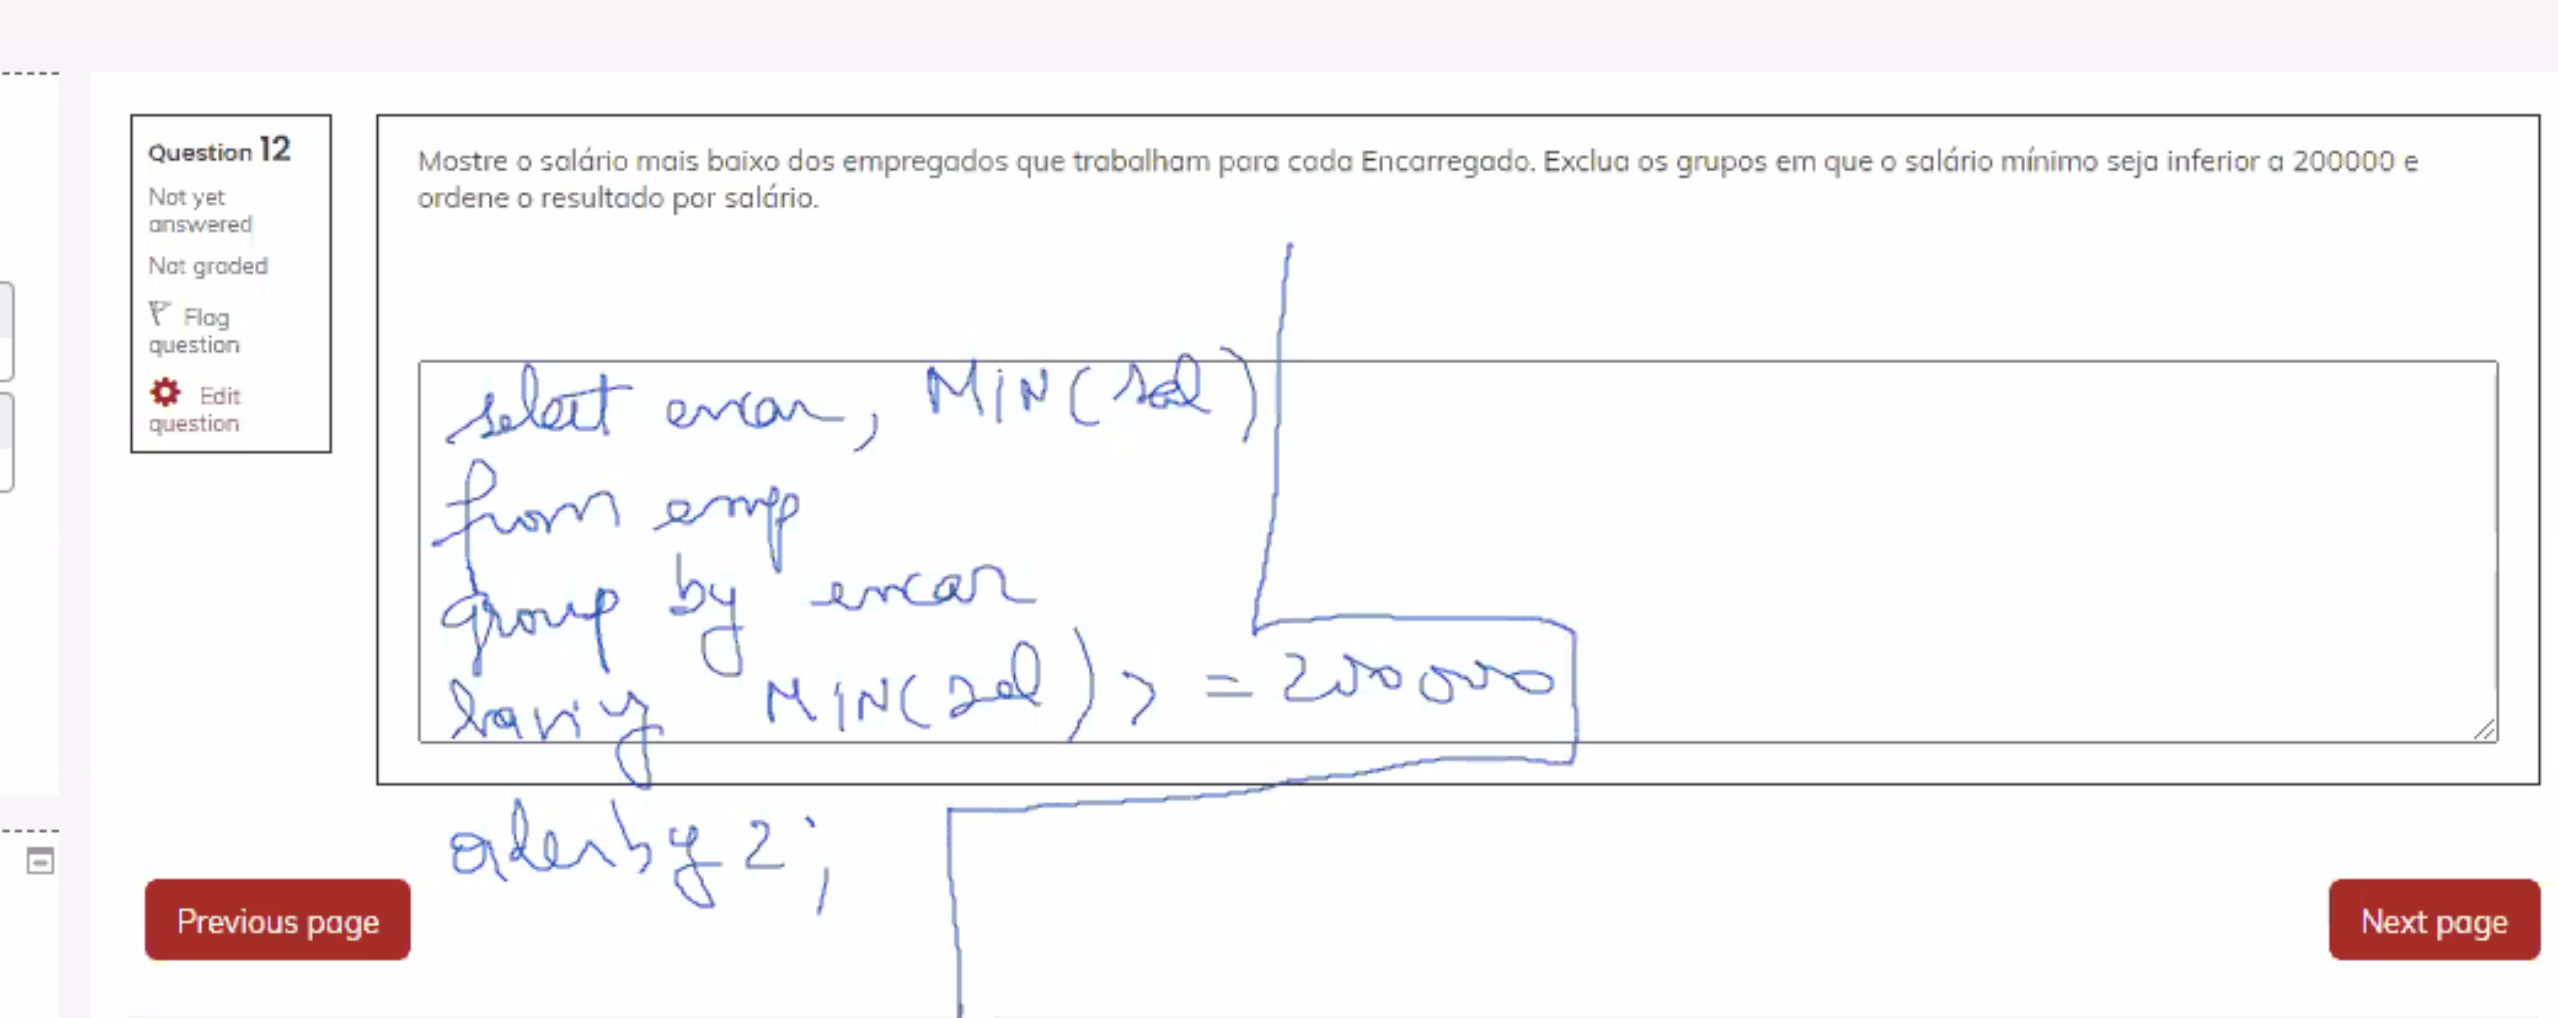 Question 12
Not yet
answered
Not graded
Flag
question
Edit
question
Mostre o salário mais baixo dos empregados que trabalham para cada Encarregado. Exclua os grupos em que o salário mínimo seja inferior a 200000 e
ordene o resultado por salário.
select encar, MIN(sal)
from emp
group by encar
having MIN(sal) >= 200000
order by 2;
Previous page
Next page